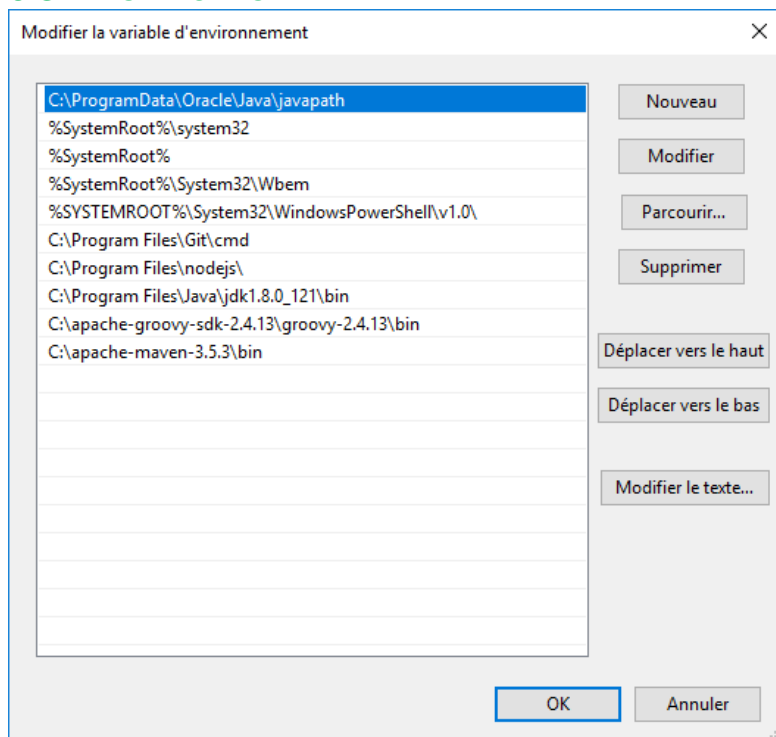 Modifier la variable d'environnement
C:\ProgramData\Oracle\Java\javapath
%SystemRoot%\system32
%SystemRoot%
%SystemRoot%\System32\Wbem
%SYSTEMROOT%\System32\WindowsPowerShell\v1.0\
C:\Program Files\Git\cmd
C:\Program Files\nodejs\
C:\Program Files\Java\jdk1.8.0_121\bin
C:\apache-groovy-sdk-2.4.13\groovy-2.4.13\bin
C:\apache-maven-3.5.3\bin
Nouveau
Modifier
Parcourir...
Supprimer
Déplacer vers le haut
Déplacer vers le bas
Modifier le texte...
OK
Annuler